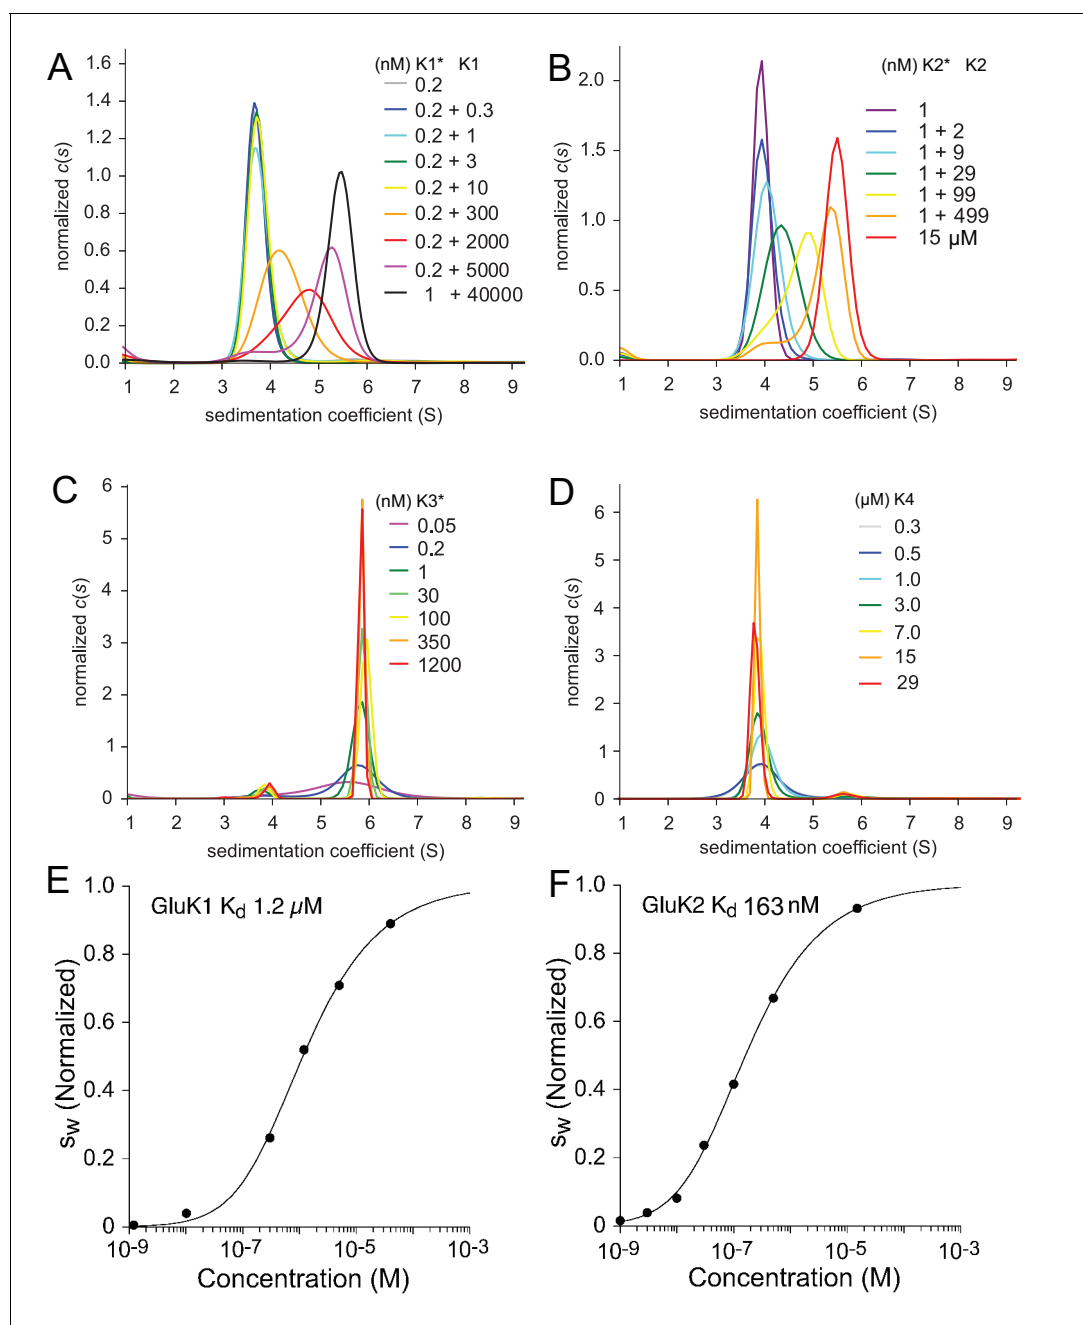 A
(nM) K1* K1
0.2
0.2 + 0.3
0.2 + 1
0.2 + 3
0.2 + 10
0.2 + 300
0.2 + 2000
0.2 + 5000
1 + 40000
normalized c(s)
1.6
1.4
1.2
1.0
0.8
0.6
0.4
0.2
0.0
1 2 3 4 5 6 7 8 9
sedimentation coefficient (S)
B
(nM) K2* K2
1
1 + 2
1 + 9
1 + 29
1 + 99
1 + 499
15 µM
normalized c(s)
2.0
1.5
1.0
0.5
0.0
1 2 3 4 5 6 7 8 9
sedimentation coefficient (S)
C
(nM) K3*
0.05
0.2
1
30
100
350
1200
normalized c(s)
6
5
4
3
2
1
0
1 2 3 4 5 6 7 8 9
sedimentation coefficient (S)
D
(µM) K4
0.3
0.5
1.0
3.0
7.0
15
29
normalized c(s)
6
5
4
3
2
1
0
1 2 3 4 5 6 7 8 9
sedimentation coefficient (S)
E
GluK1 Kd 1.2 µM
sw (Normalized)
1.0
0.8
0.6
0.4
0.2
0
10-9 10-7 10-5 10-3
Concentration (M)
F
GluK2 Kd 163 nM
sw (Normalized)
1.0
0.8
0.6
0.4
0.2
0
10-9 10-7 10-5 10-3
Concentration (M)